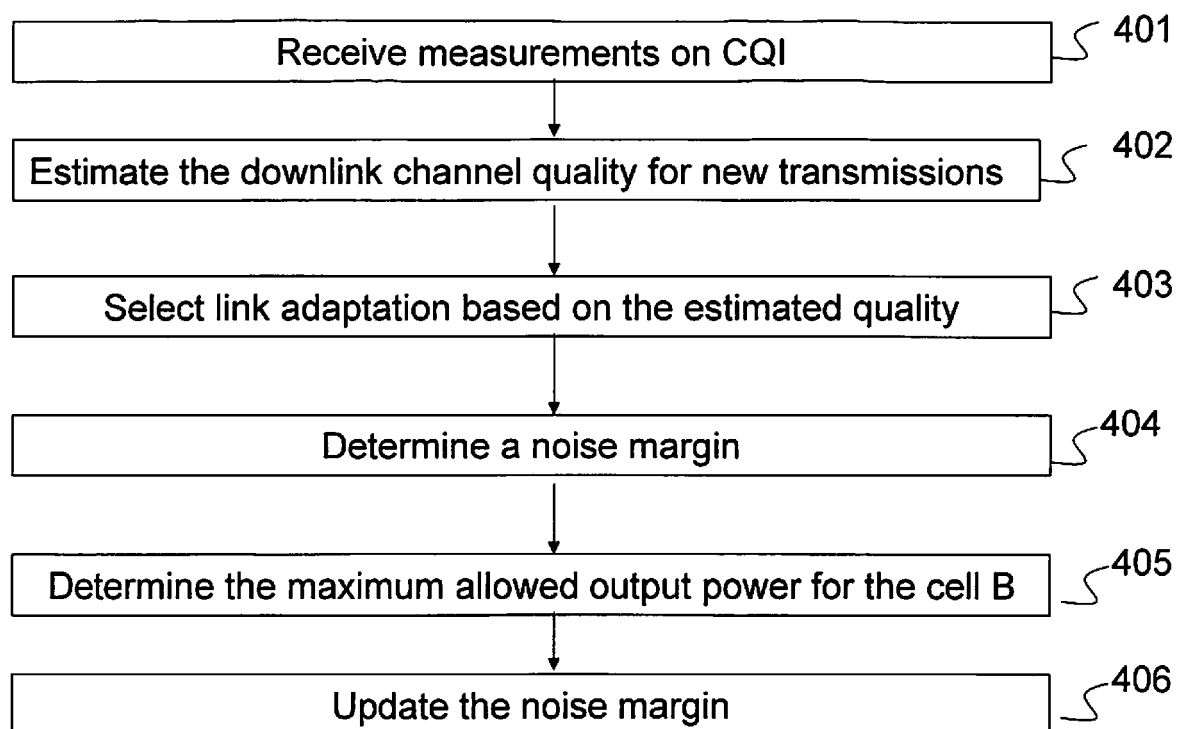 Receive measurements on CQI 401
Estimate the downlink channel quality for new transmissions 402
Select link adaptation based on the estimated quality 403
Determine a noise margin 404
Determine the maximum allowed output power for the cell B 405
Update the noise margin 406